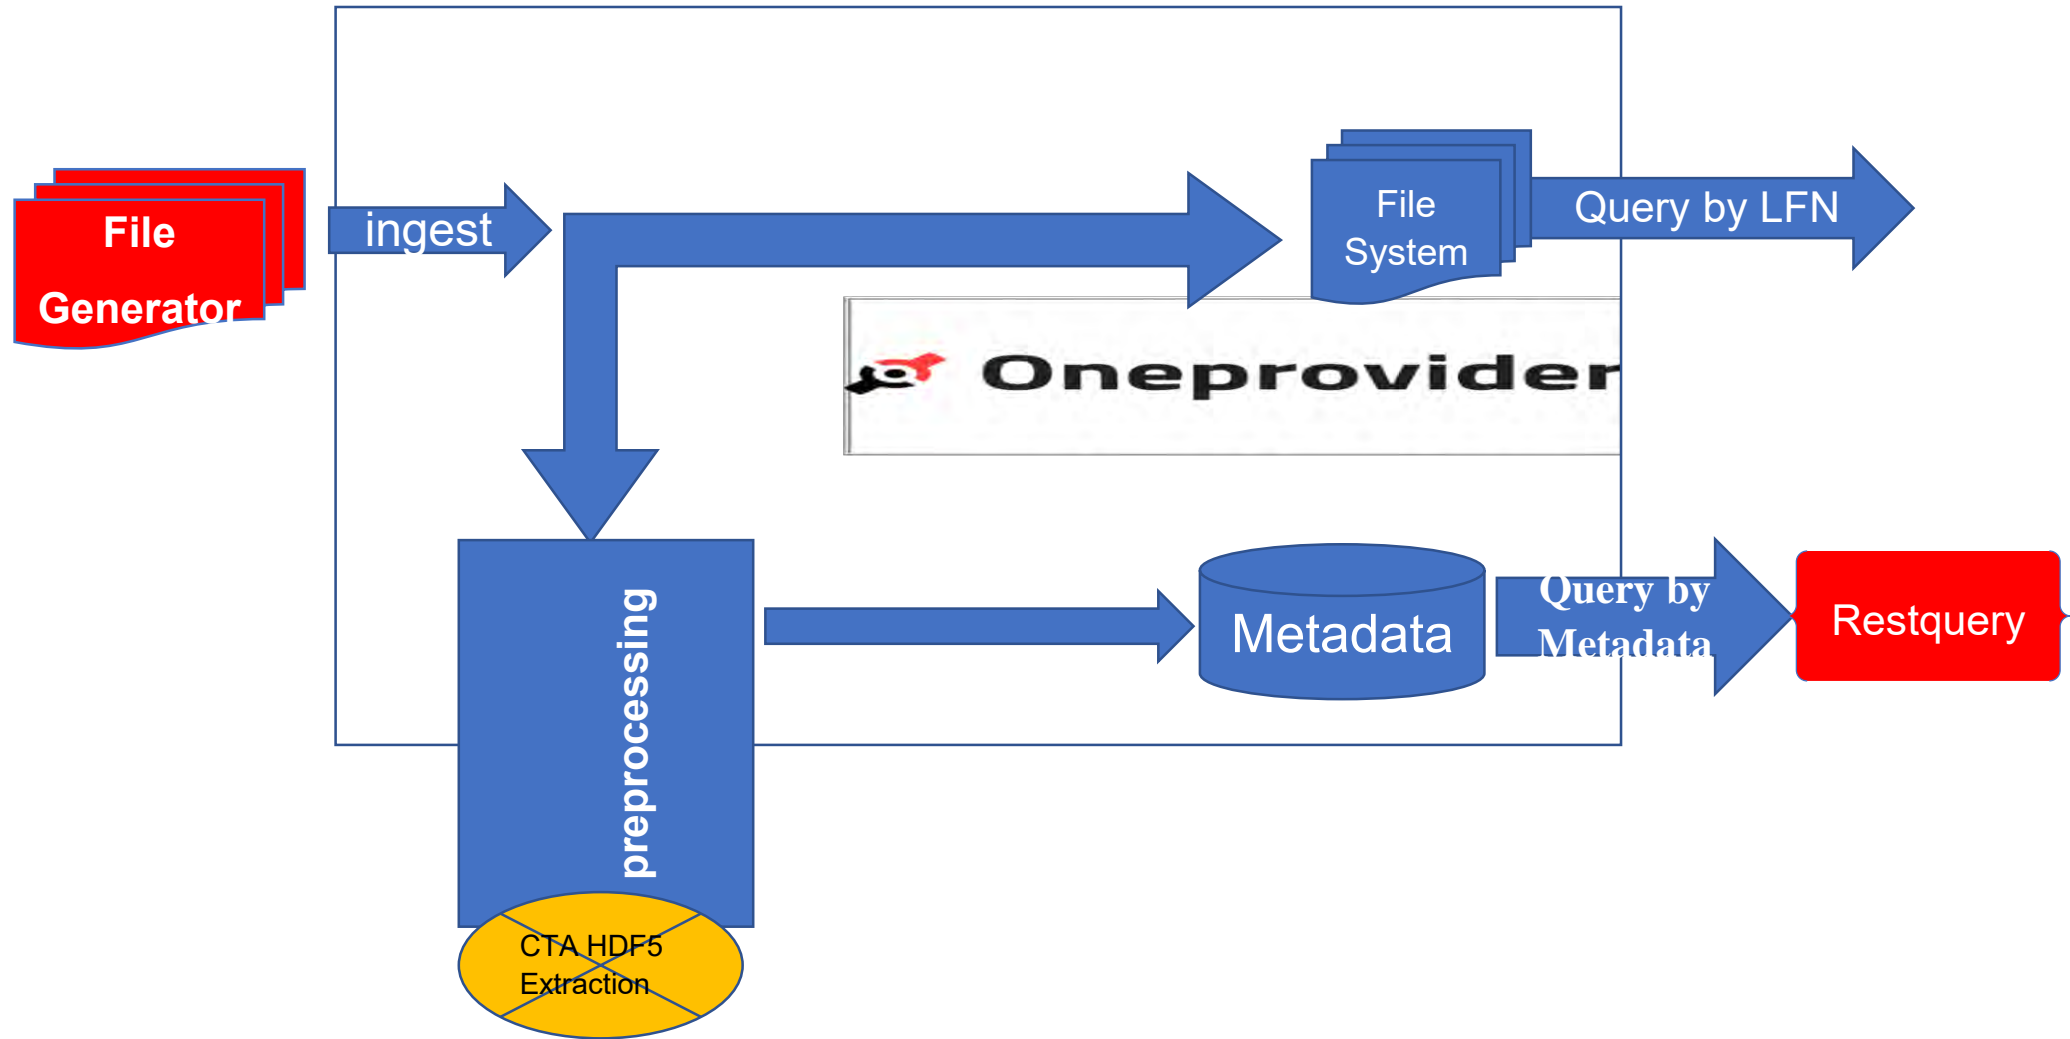 File
Generator
ingest
File
System
Query by LFN
Oneprovider
preprocessing
Metadata
Query by
Metadata
Restquery
CTA HDF5
Extraction